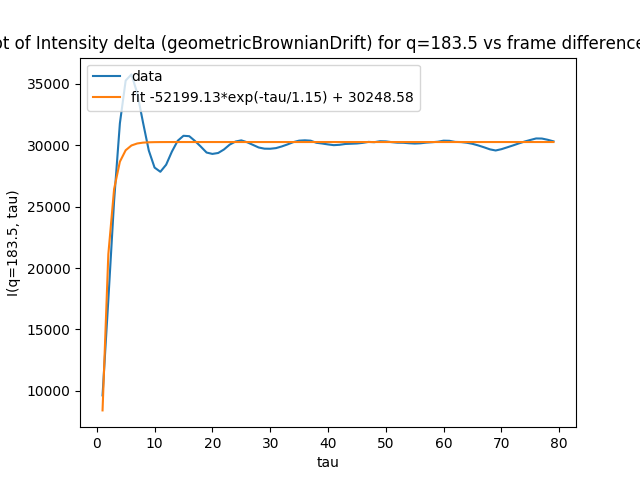 ot of Intensity delta (geometricBrownianDrift) for q=183.5 vs frame difference
data
fit -52199.13*exp(-tau/1.15) + 30248.58
35000
30000
25000
20000
15000
10000
I(q=183.5, tau)
0 10 20 30 40 50 60 70 80
tau